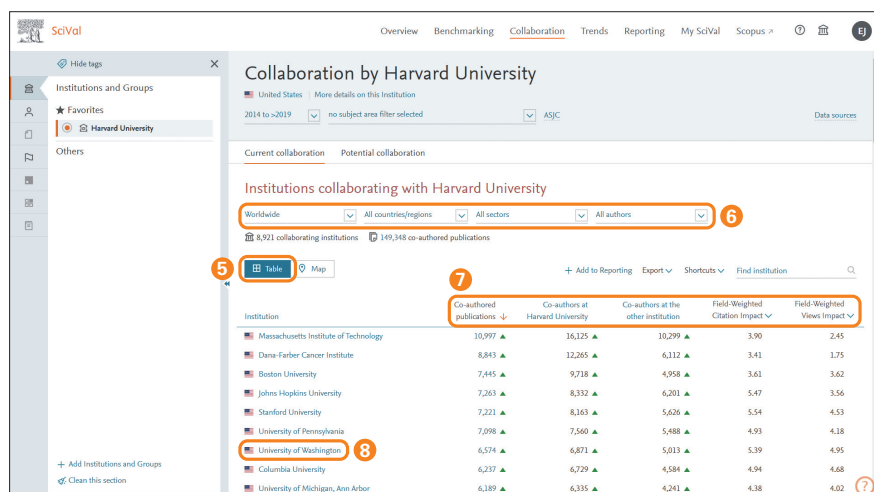 SciVal
Overview Benchmarking Collaboration Trends Reporting My SciVal Scopus ↗ ? EJ
Hide tags X
Institutions and Groups
★ Favorites
Harvard University
Others
+ Add Institutions and Groups
Clean this section
Collaboration by Harvard University
United States | More details on this Institution
2014 to >2019 no subject area filter selected ASJC Data sources
Current collaboration Potential collaboration
Institutions collaborating with Harvard University
Worldwide All countries/regions All sectors All authors 6
8,921 collaborating institutions 149,348 co-authored publications
5 Table Map + Add to Reporting Export Shortcuts Find institution
7
Institution Co-authored publications ↓ Co-authors at Harvard University Co-authors at the other institution Field-Weighted Citation Impact Field-Weighted Views Impact
Massachusetts Institute of Technology 10,997 ▲ 16,125 ▲ 10,299 ▲ 3.90 2.45
Dana-Farber Cancer Institute 8,843 ▲ 12,265 ▲ 6,112 ▲ 3.41 1.75
Boston University 7,445 ▲ 9,718 ▲ 4,958 ▲ 3.61 3.62
Johns Hopkins University 7,263 ▲ 8,332 ▲ 6,201 ▲ 5.47 3.56
Stanford University 7,221 ▲ 8,163 ▲ 5,626 ▲ 5.54 4.53
University of Pennsylvania 7,098 ▲ 7,560 ▲ 5,488 ▲ 4.93 4.18
University of Washington 8 6,574 ▲ 6,871 ▲ 5,013 ▲ 5.39 4.95
Columbia University 6,237 ▲ 6,729 ▲ 4,584 ▲ 4.94 4.68
University of Michigan, Ann Arbor 6,189 ▲ 6,335 ▲ 4,241 ▲ 4.38 4.02 ?